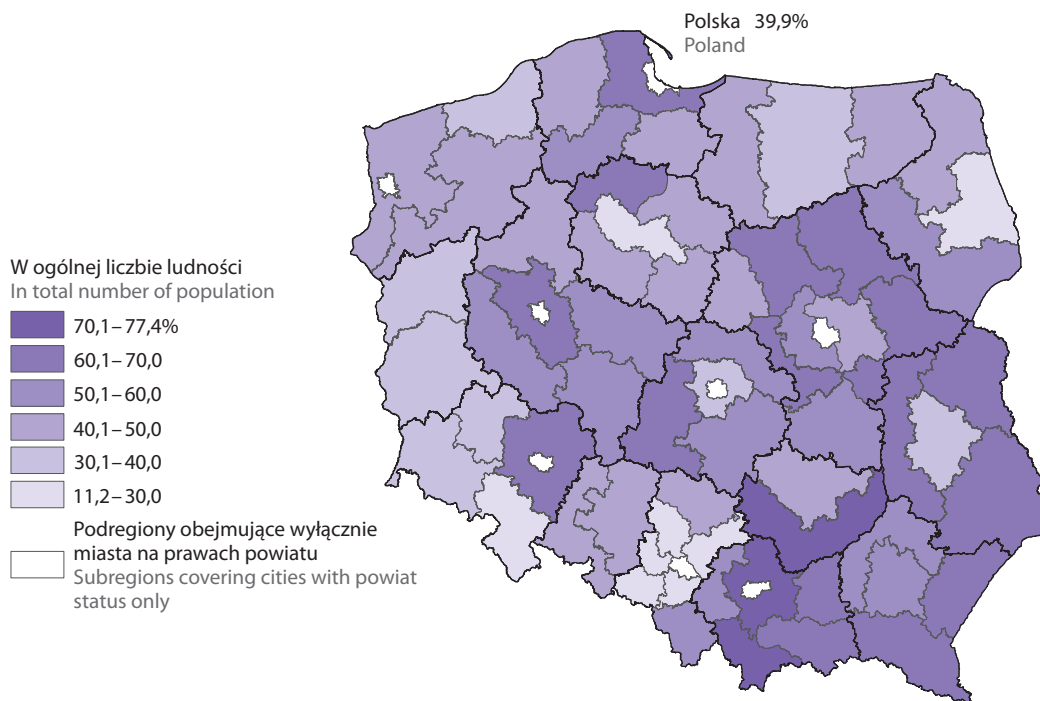 Polska 39,9%
Poland
W ogólnej liczbie ludności
In total number of population
70,1–77,4%
60,1–70,0
50,1–60,0
40,1–50,0
30,1–40,0
11,2–30,0
Podregiony obejmujące wyłącznie
miasta na prawach powiatu
Subregions covering cities with powiat
status only